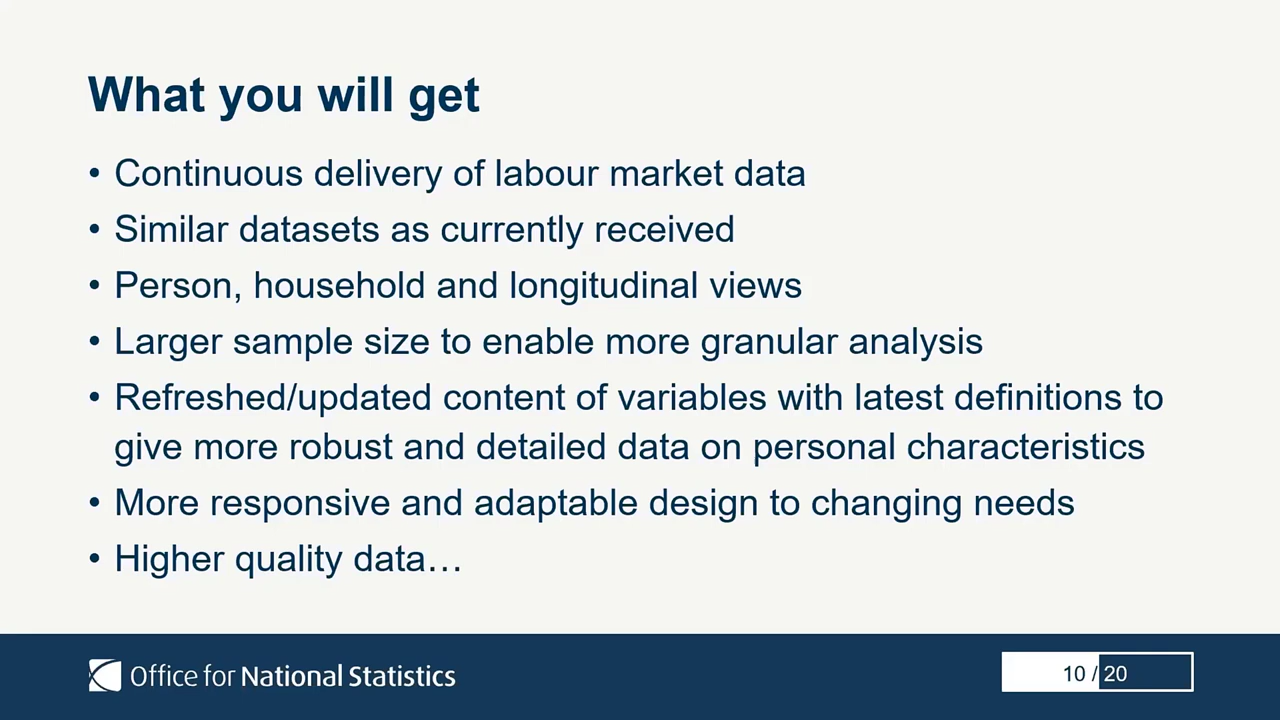 What you will get
• Continuous delivery of labour market data
• Similar datasets as currently received
• Person, household and longitudinal views
• Larger sample size to enable more granular analysis
• Refreshed/updated content of variables with latest definitions to
give more robust and detailed data on personal characteristics
• More responsive and adaptable design to changing needs
• Higher quality data…
Office for National Statistics
10 / 20